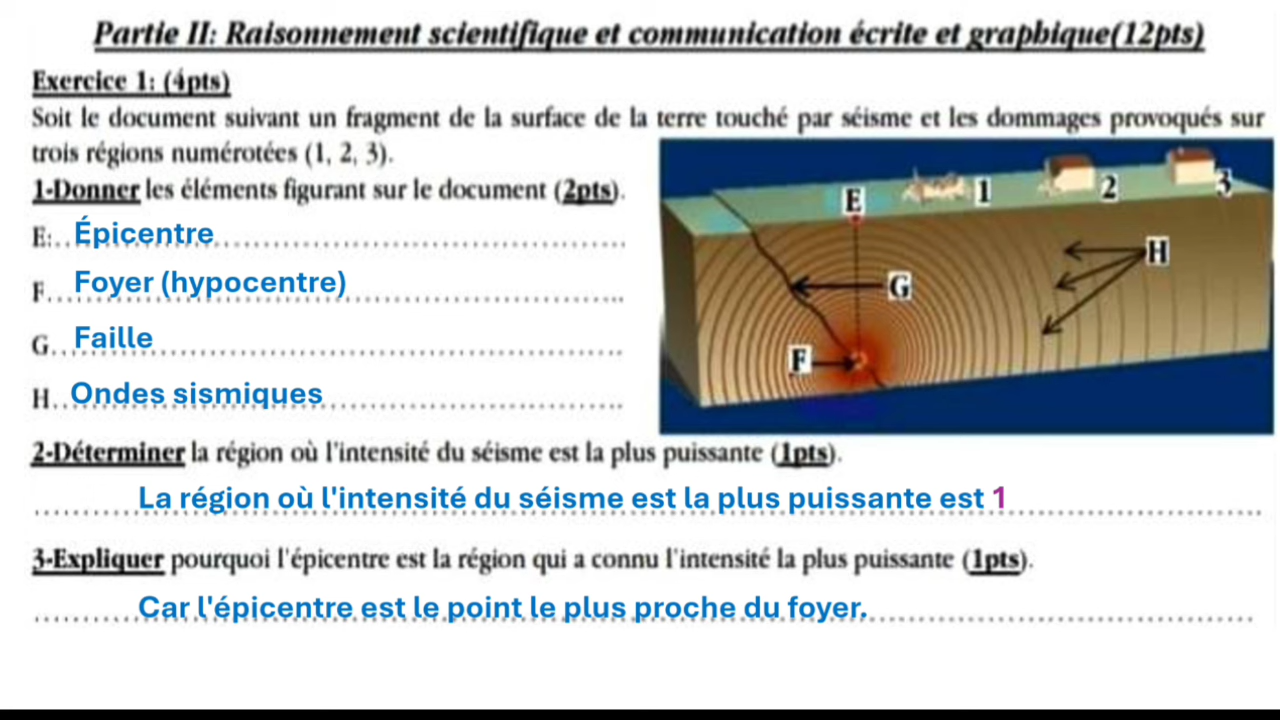 Partie II: Raisonnement scientifique et communication écrite et graphique(12pts)
Exercice 1: (4pts)
Soit le document suivant un fragment de la surface de la terre touché par séisme et les dommages provoqués sur
trois régions numérotées (1, 2, 3).
1-Donner les éléments figurant sur le document (2pts).
E:..Épicentre
F...Foyer (hypocentre)
G..Faille
H..Ondes sismiques
E
1
2
3
H
G
F
2-Déterminer la région où l'intensité du séisme est la plus puissante (1pts).
La région où l'intensité du séisme est la plus puissante est 1
3-Expliquer pourquoi l'épicentre est la région qui a connu l'intensité la plus puissante (1pts).
Car l'épicentre est le point le plus proche du foyer.